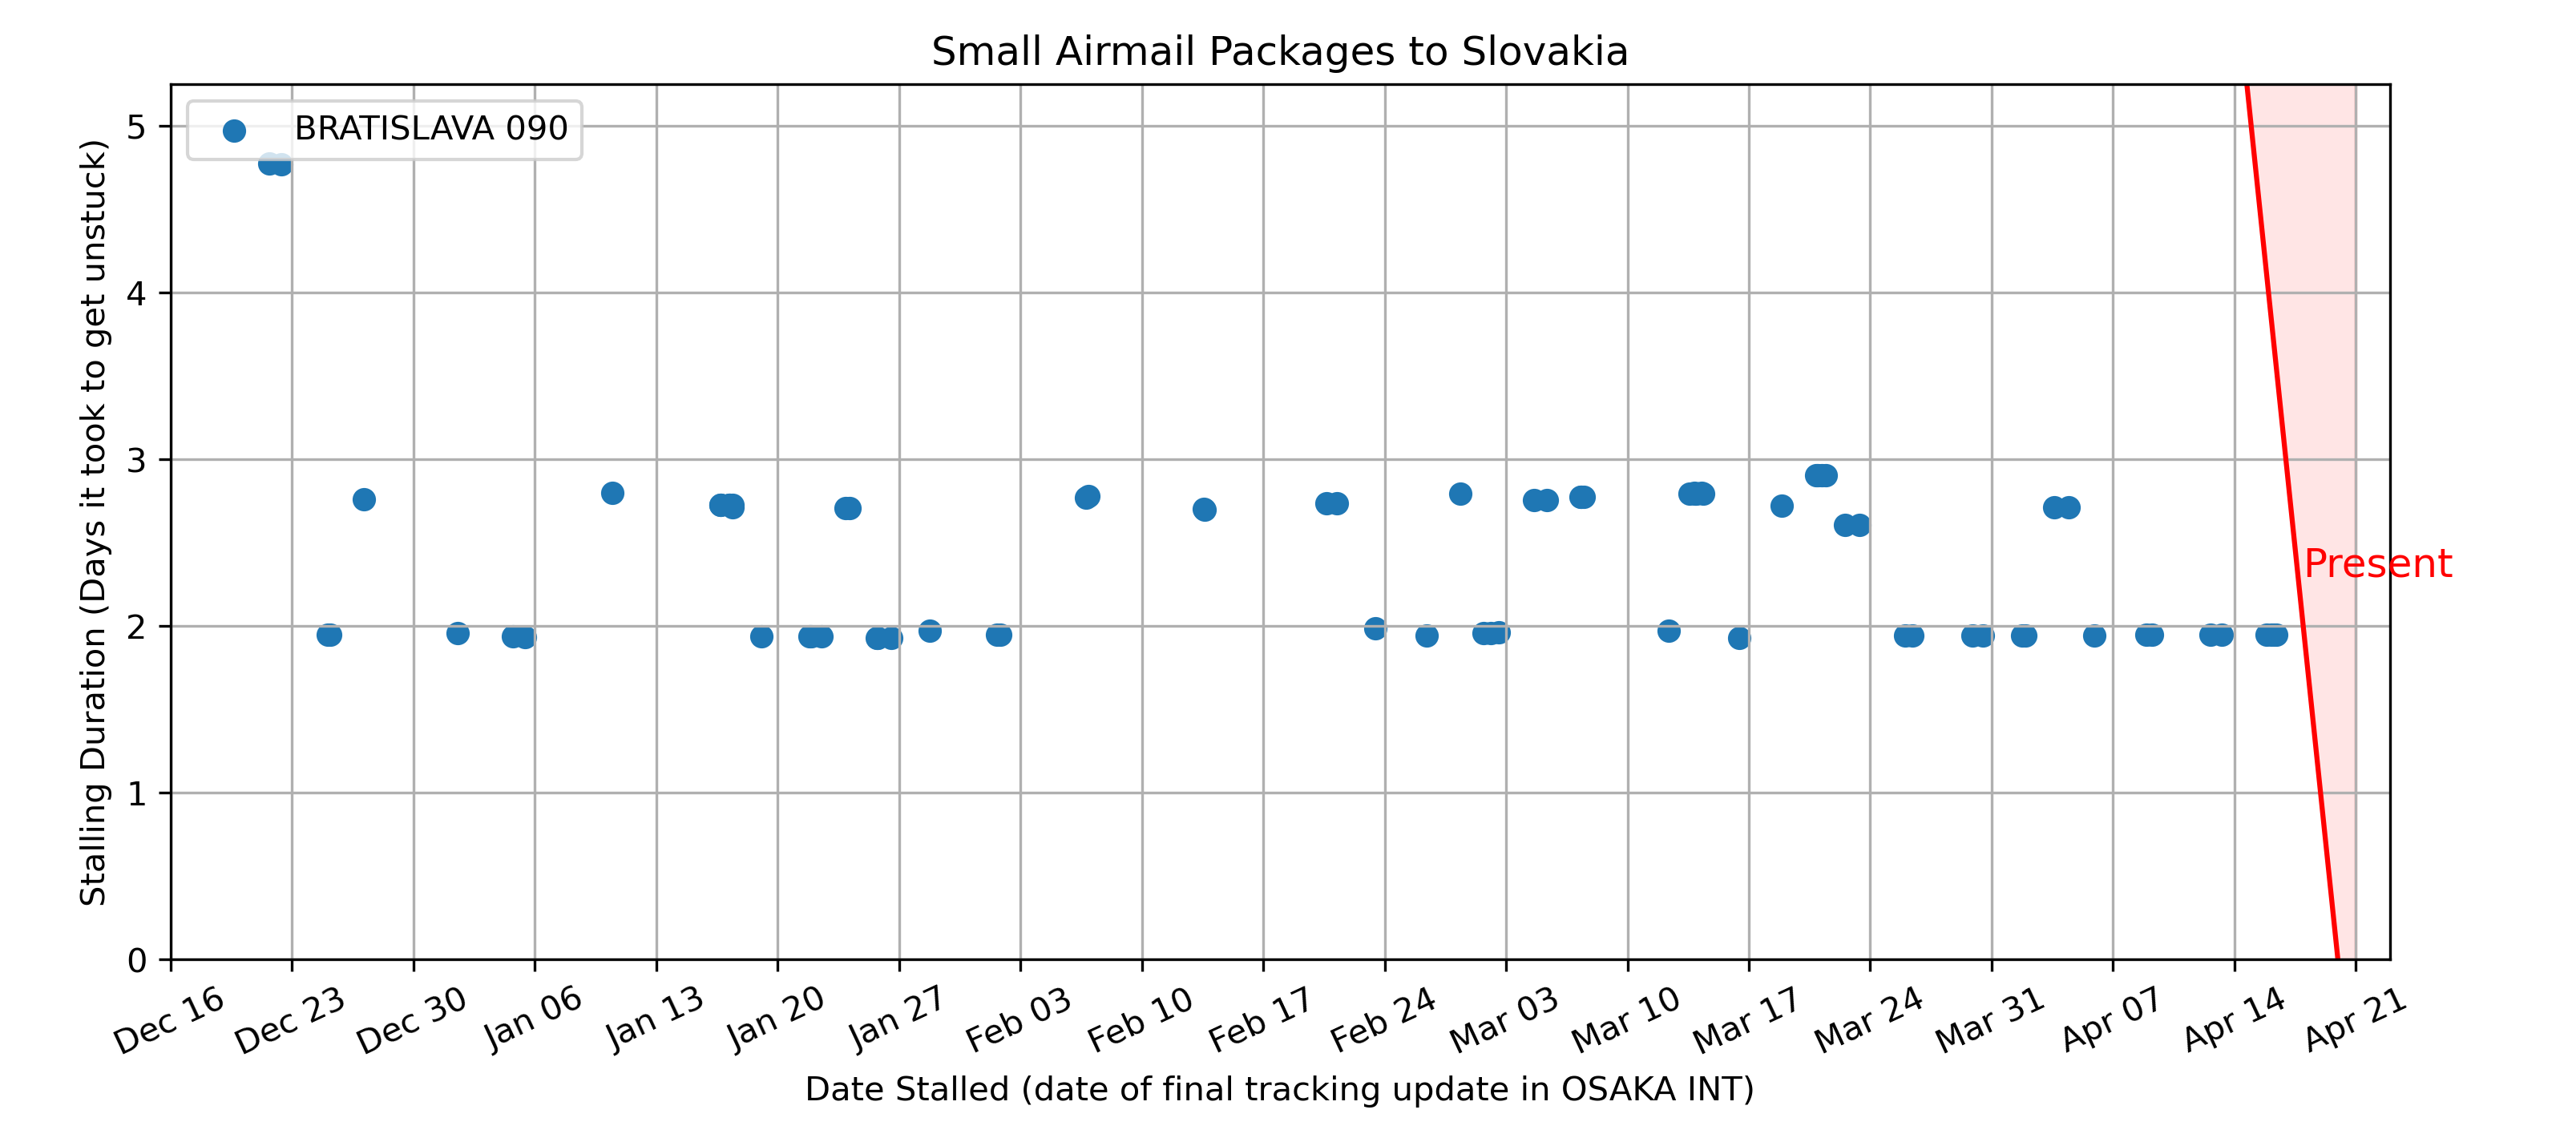 Small Airmail Packages to Slovakia
BRATISLAVA 090
Stalling Duration (Days it took to get unstuck)
5
4
3
2
1
0
Present
Dec 16
Dec 23
Dec 30
Jan 06
Jan 13
Jan 20
Jan 27
Feb 03
Feb 10
Feb 17
Feb 24
Mar 03
Mar 10
Mar 17
Mar 24
Mar 31
Apr 07
Apr 14
Apr 21
Date Stalled (date of final tracking update in OSAKA INT)